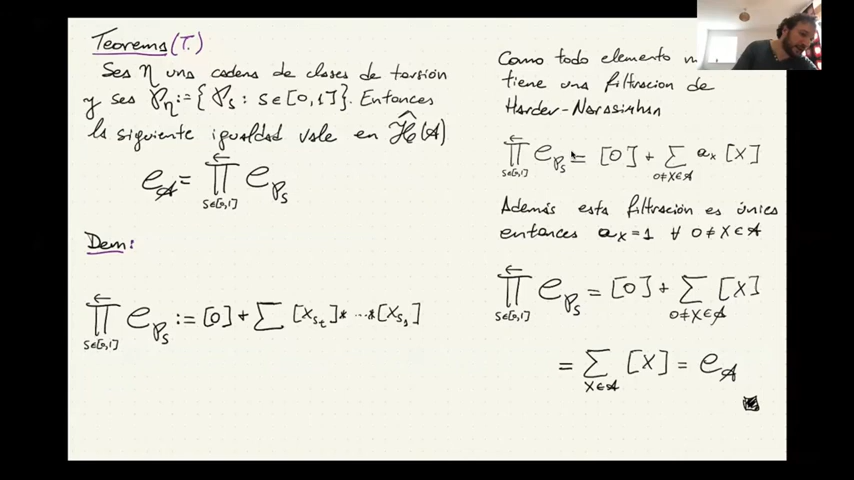 Teorema (T.)
Sea η una cadena de clases de torsión
y sea 𝒫_η := { 𝒫_s : s ∈ [0,1] }. Entonces
la siguiente igualdad vale en Ĥ(𝒜)
e_𝒜 = ∏^← _{s∈[0,1]} e_{𝒫_s}
Dem:
∏^← _{s∈[0,1]} e_{𝒫_s} := [0] + ∑ [X_{s_t}] * ... * [X_{s_1}]
Como todo elemento
tiene una filtracion de
Harder-Narasimhan
∏^← _{s∈[0,1]} e_{𝒫_s} = [0] + ∑_{0≠X∈𝒜} a_x [X]
Además esta filtración es única
entonces a_x = 1 ∀ 0 ≠ X ∈ 𝒜
∏^← _{s∈[0,1]} e_{𝒫_s} = [0] + ∑_{0≠X∈𝒜} [X]
= ∑_{X∈𝒜} [X] = e_𝒜